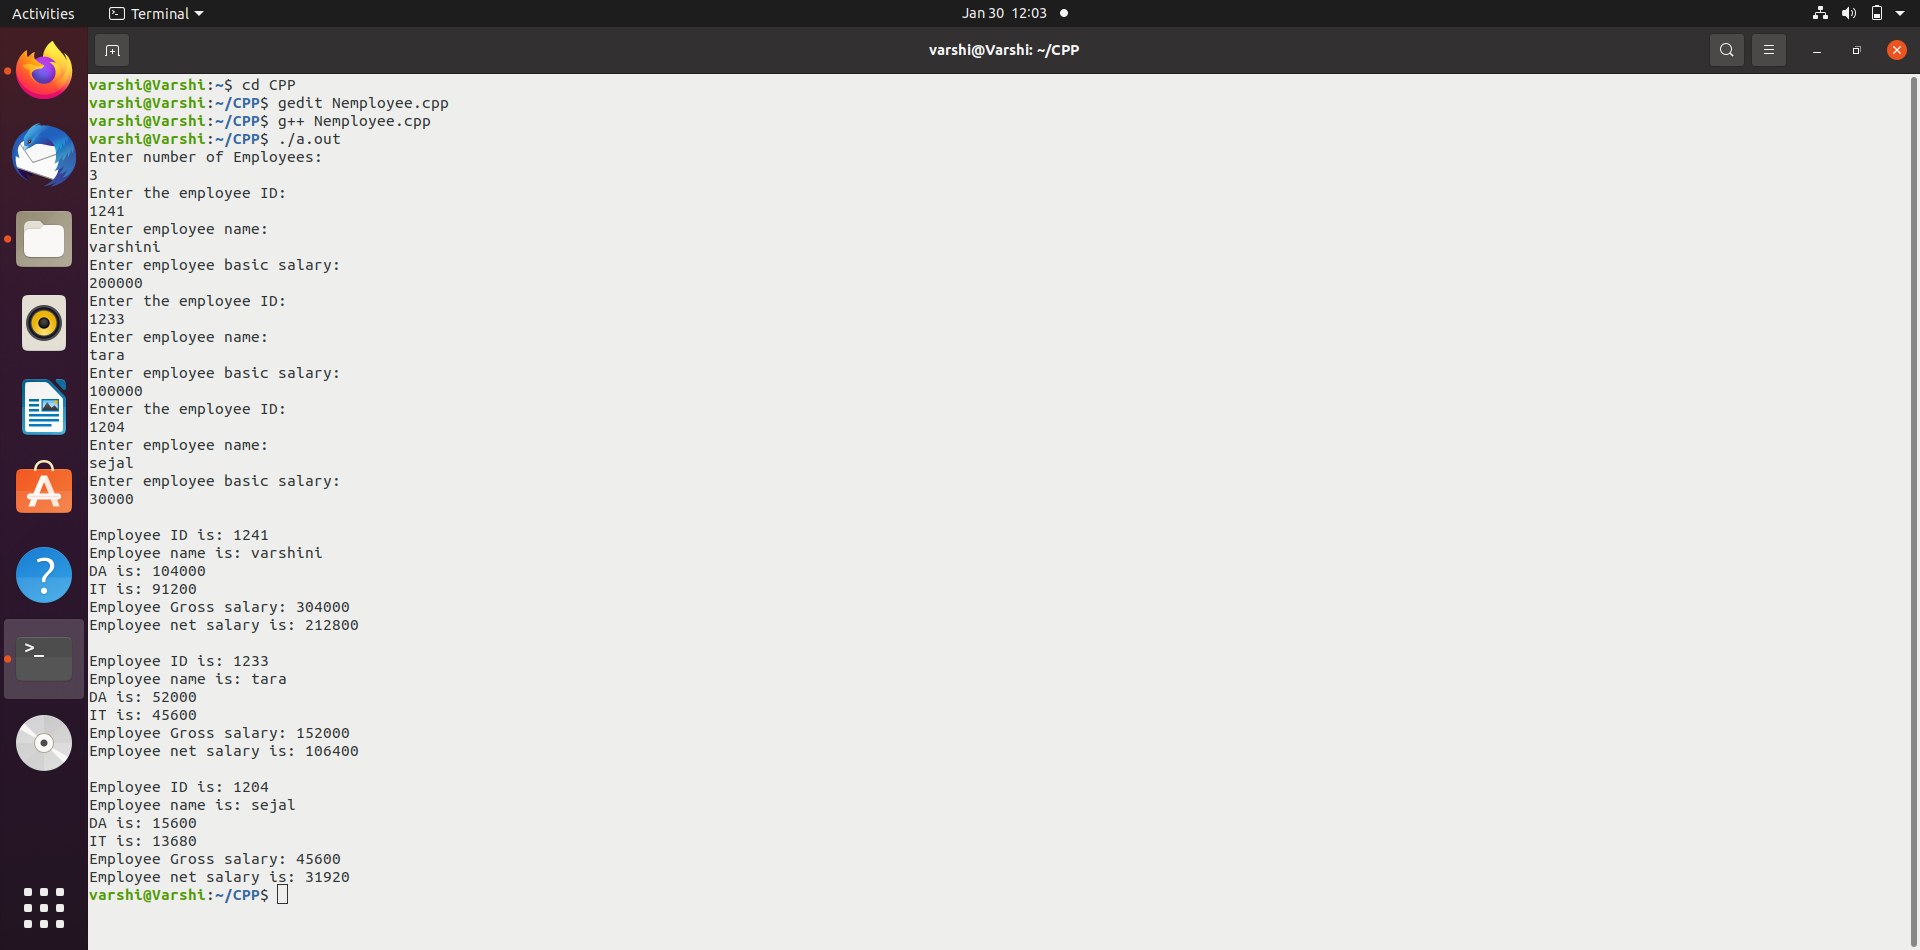 Activities
Terminal
Jan 30 12:03
varshi@Varshi: ~/CPP
varshi@Varshi:~$ cd CPP
varshi@Varshi:~/CPP$ gedit Nemployee.cpp
varshi@Varshi:~/CPP$ g++ Nemployee.cpp
varshi@Varshi:~/CPP$ ./a.out
Enter number of Employees:
3
Enter the employee ID:
1241
Enter employee name:
varshini
Enter employee basic salary:
200000
Enter the employee ID:
1233
Enter employee name:
tara
Enter employee basic salary:
100000
Enter the employee ID:
1204
Enter employee name:
sejal
Enter employee basic salary:
30000
Employee ID is: 1241
Employee name is: varshini
DA is: 104000
IT is: 91200
Employee Gross salary: 304000
Employee net salary is: 212800
Employee ID is: 1233
Employee name is: tara
DA is: 52000
IT is: 45600
Employee Gross salary: 152000
Employee net salary is: 106400
Employee ID is: 1204
Employee name is: sejal
DA is: 15600
IT is: 13680
Employee Gross salary: 45600
Employee net salary is: 31920
varshi@Varshi:~/CPP$